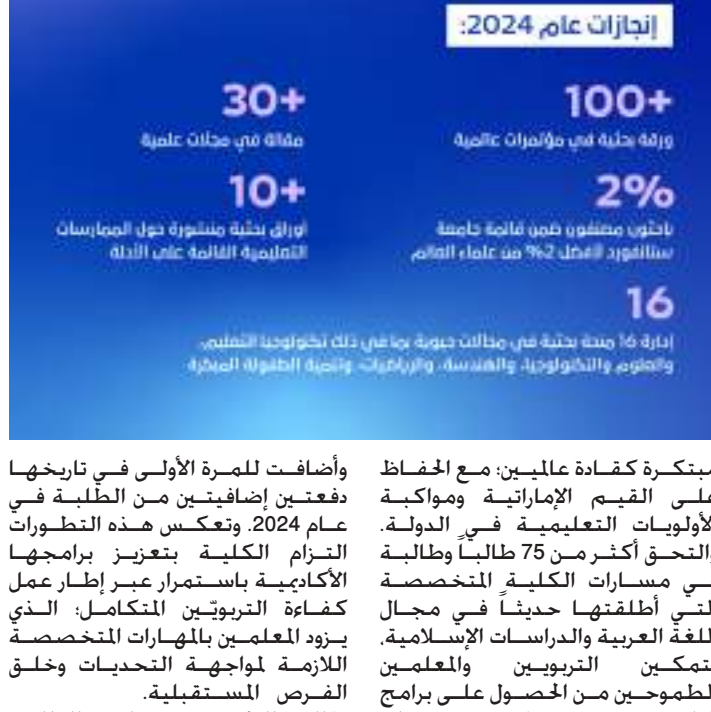 إنجازات عام 2024:
100+
ورقة بحثية في مؤتمرات عالمية
30+
مقالة في مجلات علمية
2%
باحثون مصنفون ضمن قائمة جامعة
ستانفورد لأفضل 2% من علماء العالم
10+
أوراق بحثية منشورة حول الممارسات
التعليمية القائمة على الأدلة
16
إدارة 16 منحة بحثية في مجالات حيوية بما في ذلك تكنولوجيا التعليم،
والعلوم والتكنولوجيا، والهندسة، والرياضيات، وتنمية الطفولة المبكرة
مبتكرة كقادة عالميين؛ مع الحفاظ
على القيم الإماراتية ومواكبة
الأولويات التعليمية في الدولة.
والتحق أكثر من 75 طالباً وطالبة
في مسارات الكلية المتخصصة
التي أطلقتها حديثاً في مجال
اللغة العربية والدراسات الإسلامية،
لتمكين التربويين والمعلمين
الطموحين من الحصول على برامج
وأضافت للمرة الأولى في تاريخها
دفعتين إضافيتين من الطلبة في
عام 2024. وتعكس هذه التطورات
التزام الكلية بتعزيز برامجها
الأكاديمية باستمرار عبر إطار عمل
كفاءة التربويّين المتكامل؛ الذي
يزود المعلمين بالمهارات المتخصصة
اللازمة لمواجهة التحديات وخلق
الفرص المستقبلية.